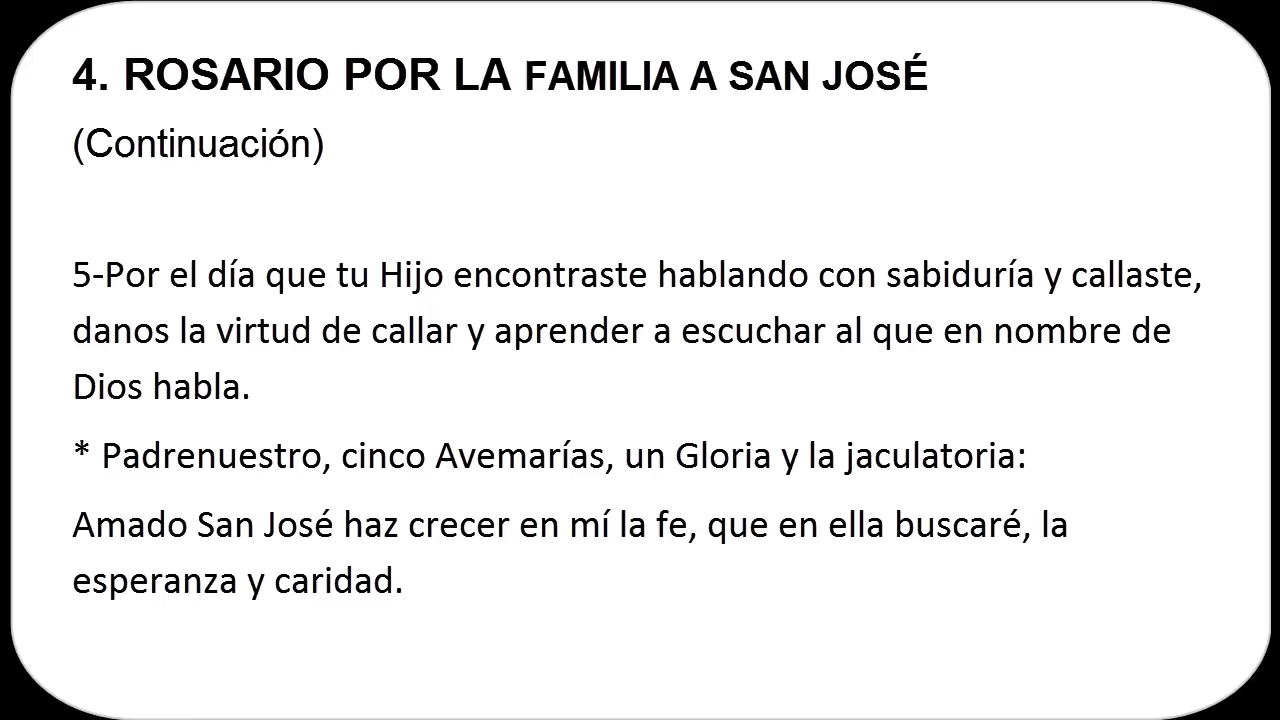 4. ROSARIO POR LA FAMILIA A SAN JOSÉ
(Continuación)
5-Por el día que tu Hijo encontraste hablando con sabiduría y callaste,
danos la virtud de callar y aprender a escuchar al que en nombre de
Dios habla.
* Padrenuestro, cinco Avemarías, un Gloria y la jaculatoria:
Amado San José haz crecer en mí la fe, que en ella buscaré, la
esperanza y caridad.